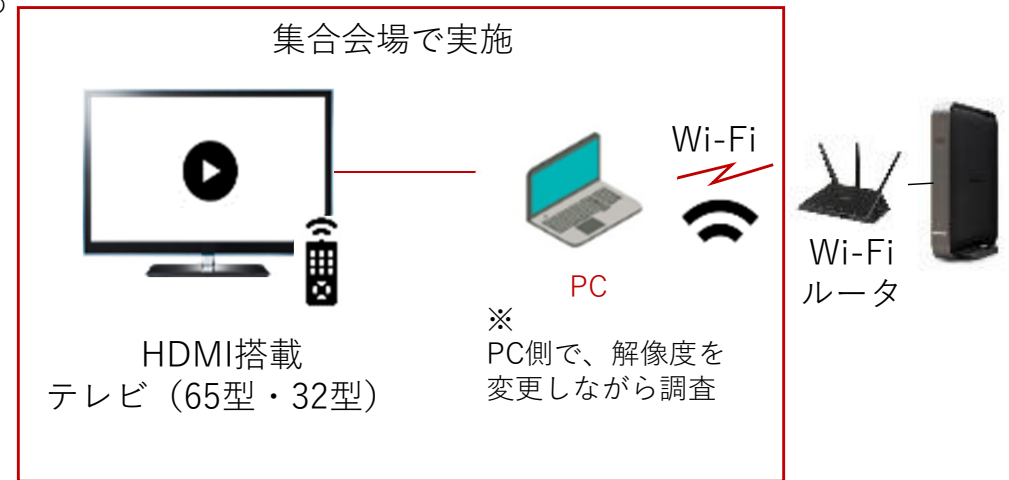 集合会場で実施
Wi-Fi
Wi-Fi
ルータ
PC
※
PC側で、解像度を
変更しながら調査
HDMI搭載
テレビ（65型・32型）